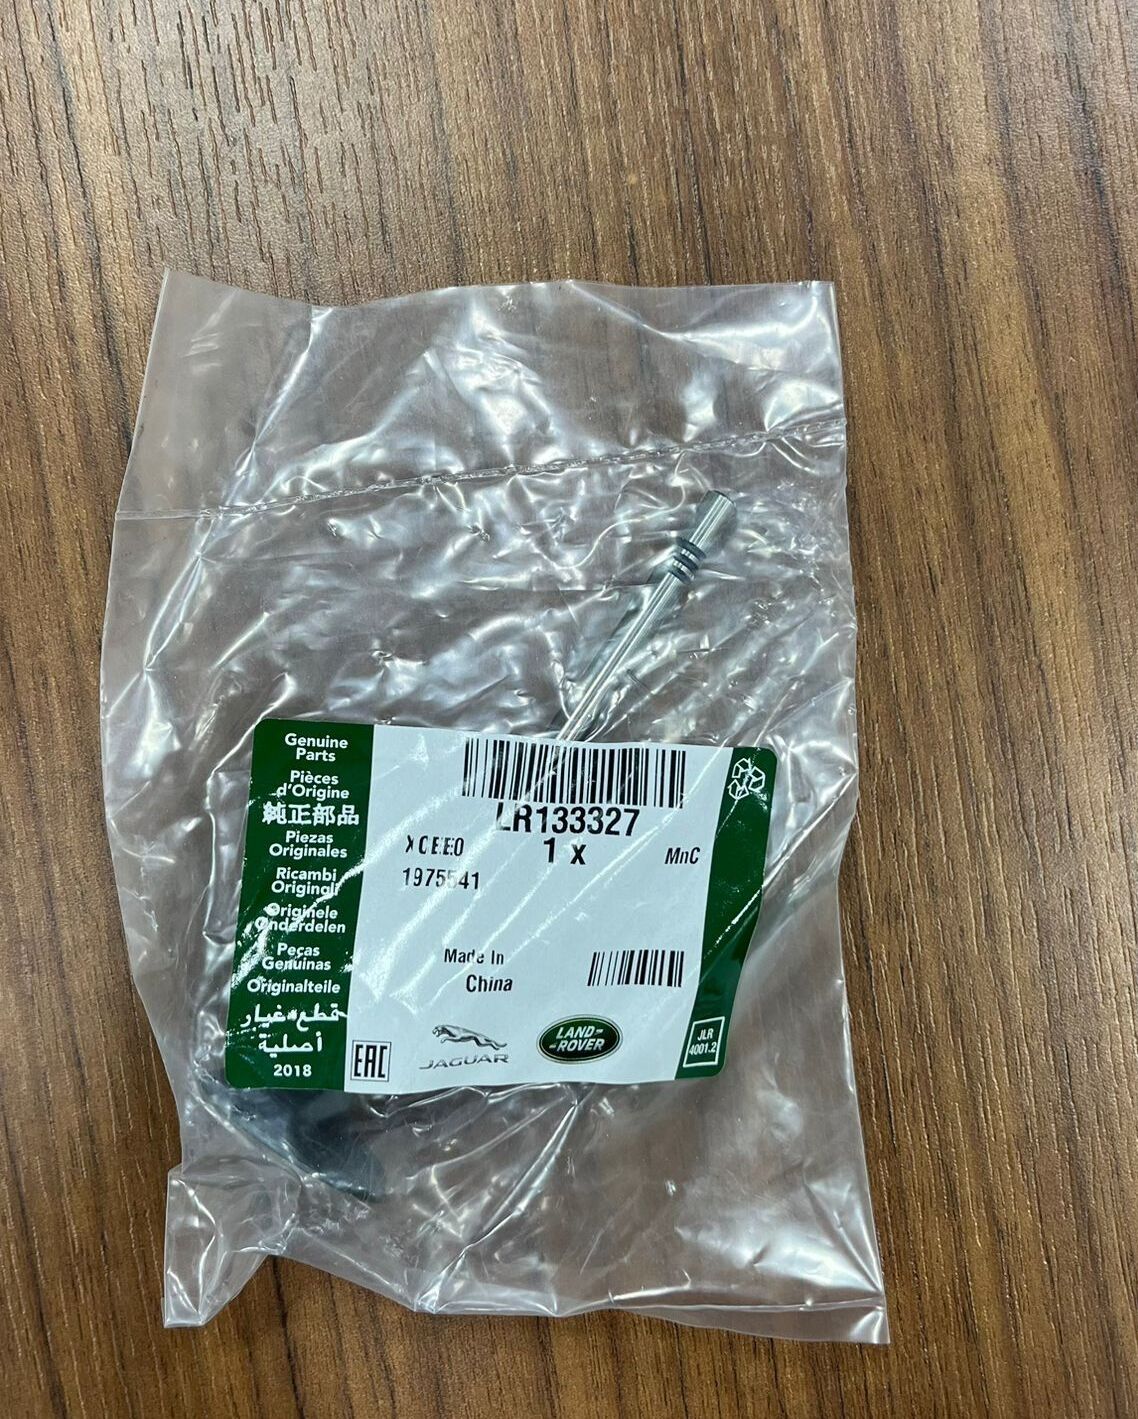 Genuine
Parts
Pièces
d'Origine
純正部品
Piezas
Originales
Ricambi
Originali
Originele
Onderdelen
Peças
Genuinas
Originalteile
قطع غيار
أصلية
2018
LR133327
1 x
MnC
1975541
Made In
China
EAC
JAGUAR
LAND-
-ROVER
JLR
4001.2